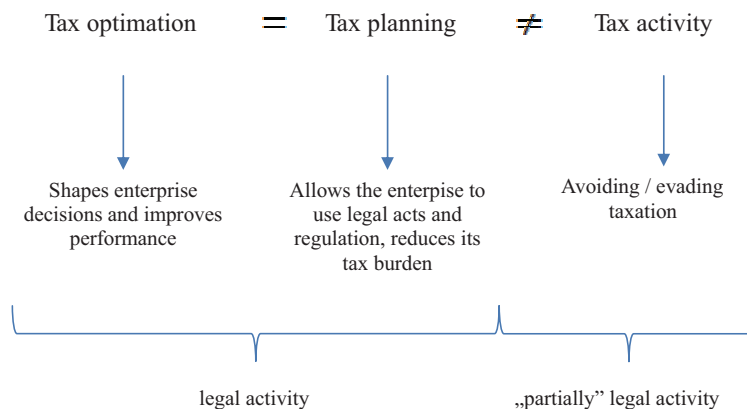 Tax optimation = Tax planning ≠ Tax activity
Shapes enterprise
decisions and improves
performance
Allows the enterpise to
use legal acts and
regulation, reduces its
tax burden
Avoiding / evading
taxation
legal activity
„partially” legal activity